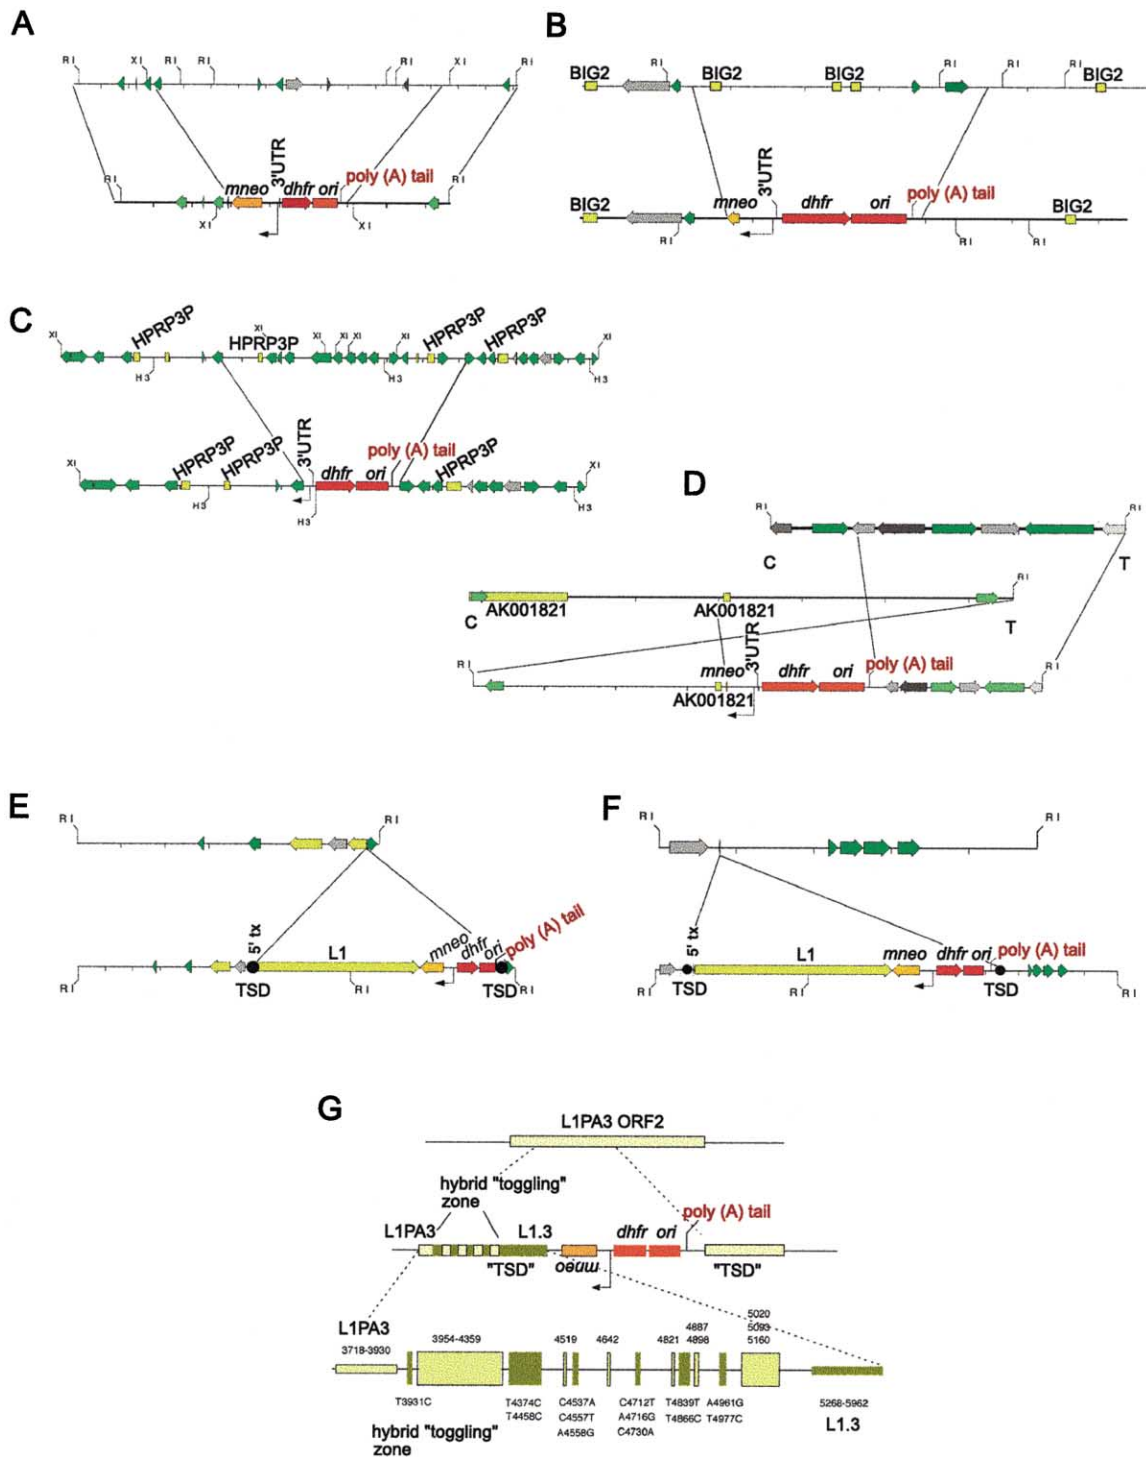 A
RI
XI
RI
RI
RI
XI
RI
RI
mneo
3'UTR
dhfr
ori
poly (A) tail
RI
XI
XI
B
BIG2
RI
BIG2
BIG2
RI
RI
BIG2
BIG2
RI
mneo
3'UTR
dhfr
ori
poly (A) tail
RI
RI
BIG2
C
XI
HPRP3P
H3
XI
HPRP3P
XI
XI
XI
H3
HPRP3P
HPRP3P
XI
H3
XI
HPRP3P
H3
HPRP3P
3'UTR
H3
dhfr
ori
poly (A) tail
HPRP3P
XI
D
RI
RI
C
T
AK001821
AK001821
RI
C
T
RI
mneo
3'UTR
dhfr
ori
poly (A) tail
RI
AK001821
E
RI
RI
5' tx
L1
mneo
dhfr
ori
poly (A) tail
RI
TSD
RI
TSD
RI
F
RI
RI
5' tx
L1
mneo
dhfr
ori
poly (A) tail
RI
TSD
RI
TSD
RI
G
L1PA3 ORF2
hybrid "toggling"
zone
L1PA3
L1.3
dhfr
ori
poly (A) tail
"TSD"
mneo
"TSD"
L1PA3
3718-3930
3954-4359
4519
4642
4821
4887
4898
5020
5093
5160
T3931C
T4374C
T4458C
C4537A
C4557T
A4558G
C4712T
A4716G
C4730A
T4839T
T4866C
A4961G
T4977C
5268-5962
L1.3
hybrid "toggling"
zone